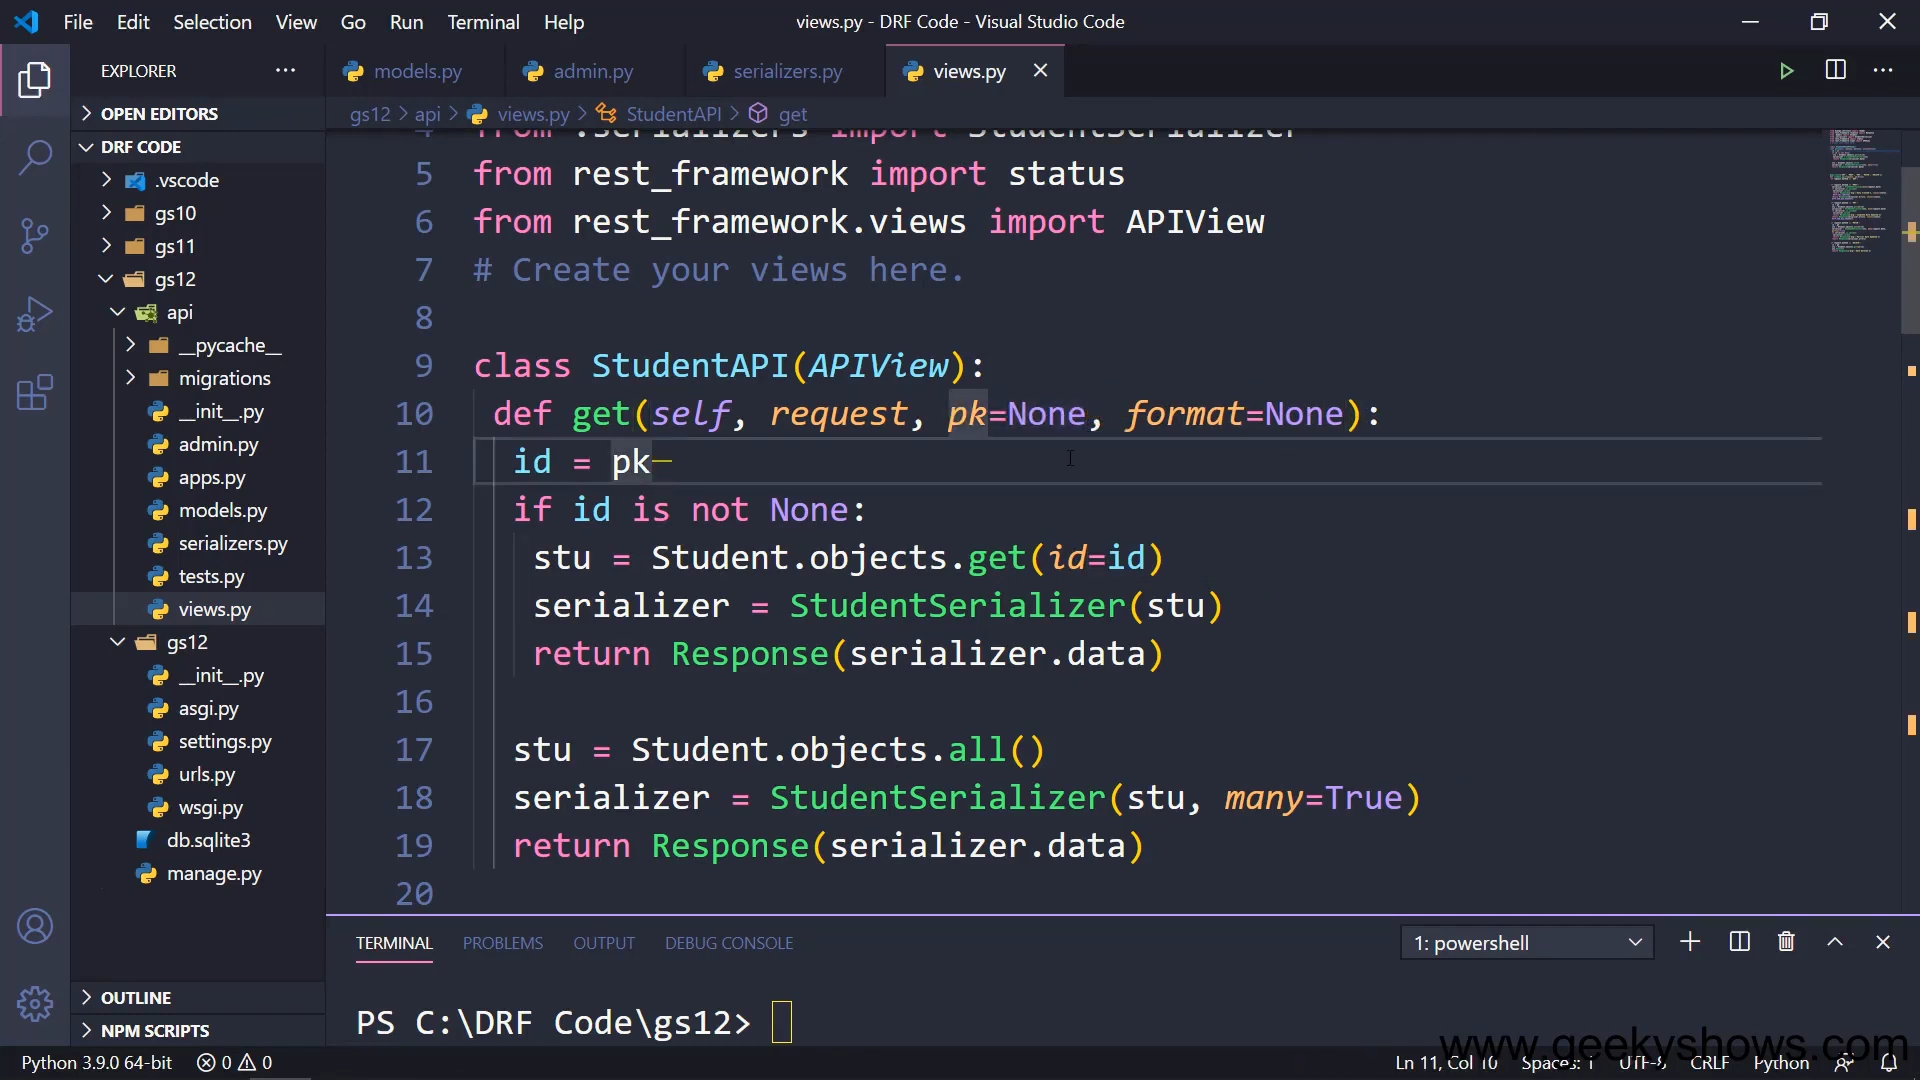 File Edit Selection View Go Run Terminal Help
views.py - DRF Code - Visual Studio Code
EXPLORER
models.py
admin.py
serializers.py
views.py
OPEN EDITORS
gs12 > api > views.py > StudentAPI > get
DRF CODE
.vscode
gs10
gs11
gs12
api
__pycache__
migrations
__init__.py
admin.py
apps.py
models.py
serializers.py
tests.py
views.py
gs12
__init__.py
asgi.py
settings.py
urls.py
wsgi.py
db.sqlite3
manage.py
OUTLINE
NPM SCRIPTS
4 from .serializers import StudentSerializer
5 from rest_framework import status
6 from rest_framework.views import APIView
7 # Create your views here.
8
9 class StudentAPI(APIView):
10 def get(self, request, pk=None, format=None):
11 id = pk
12 if id is not None:
13 stu = Student.objects.get(id=id)
14 serializer = StudentSerializer(stu)
15 return Response(serializer.data)
16
17 stu = Student.objects.all()
18 serializer = StudentSerializer(stu, many=True)
19 return Response(serializer.data)
20
TERMINAL PROBLEMS OUTPUT DEBUG CONSOLE
1: powershell
PS C:\DRF Code\gs12>
www.geekyshows.com
Python 3.9.0 64-bit 0 0
Ln 11, Col 10 Spaces: 1 UTF-8 CRLF Python